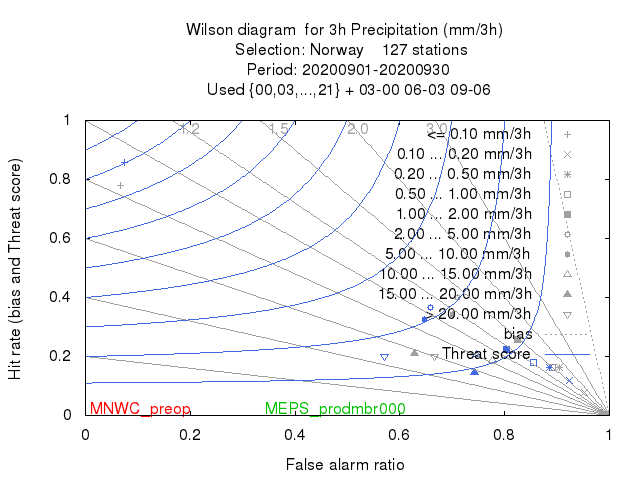 Wilson diagram for 3h Precipitation (mm/3h)
Selection: Norway 127 stations
Period: 20200901-20200930
Used {00,03,...,21} + 03-00 06-03 09-06
1.2 1.5 2.0 3.0
<= 0.10 mm/3h
0.10 ... 0.20 mm/3h
0.20 ... 0.50 mm/3h
0.50 ... 1.00 mm/3h
1.00 ... 2.00 mm/3h
2.00 ... 5.00 mm/3h
5.00 ... 10.00 mm/3h
10.00 ... 15.00 mm/3h
15.00 ... 20.00 mm/3h
> 20.00 mm/3h
bias
Threat score
Hit rate (bias and Threat score)
1
0.8
0.6
0.4
0.2
0
MNWC_preop MEPS_prodmbr000
0 0.2 0.4 0.6 0.8 1
False alarm ratio